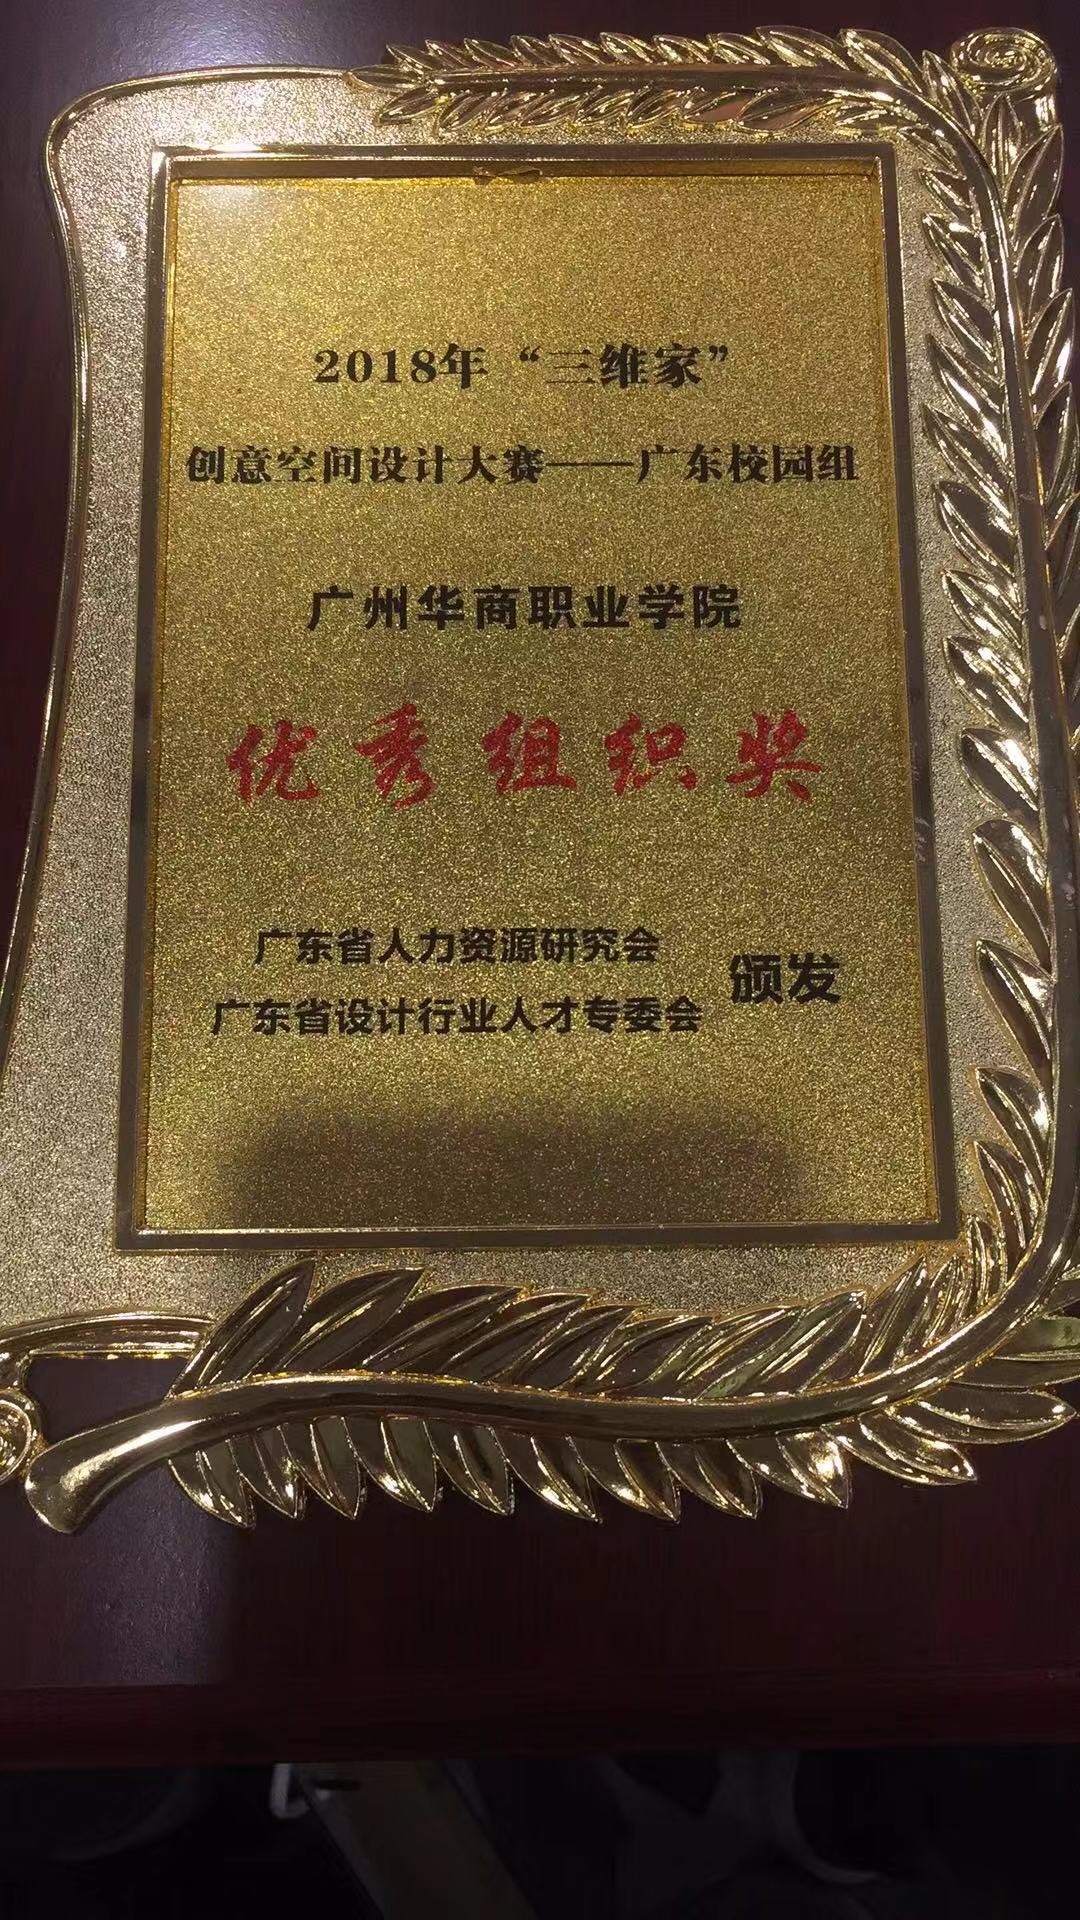 2018年“三维家”
创意空间设计大赛——广东校园组
广州华商职业学院
优秀组织奖
广东省人力资源研究会
广东省设计行业人才专委会
颁发